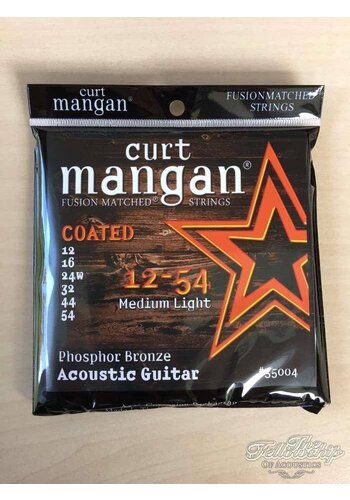 curt
mangan®
FUSIONMATCHED
STRINGS
curt
mangan®
FUSION MATCHED® STRINGS
COATED
12
16
24W
32
44
54
12-54
Medium Light
Phosphor Bronze
Acoustic Guitar
#35004
The
Fellowship
OF ACOUSTICS